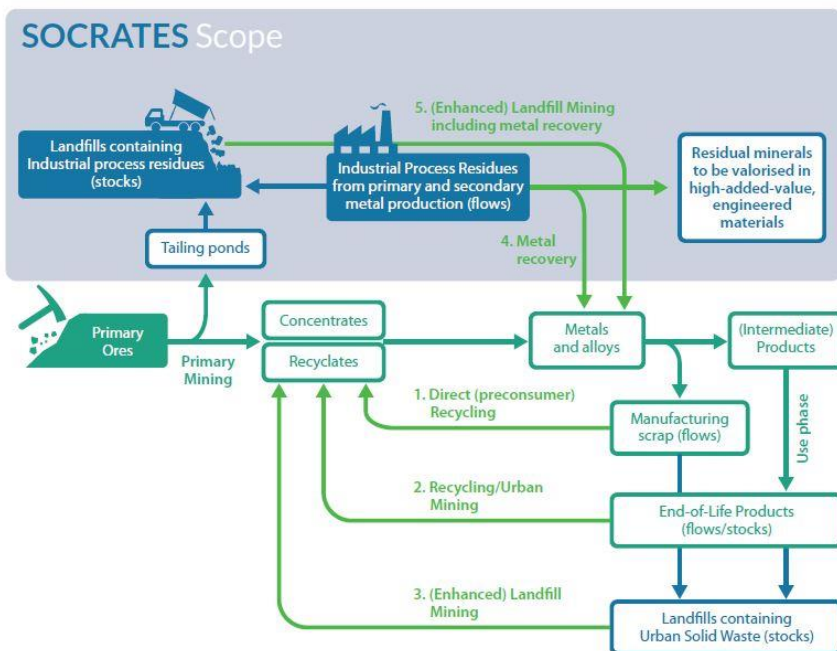 SOCRATES Scope
5. (Enhanced) Landfill Mining
including metal recovery
Landfills containing
Industrial process residues
(stocks)
Industrial Process Residues
from primary and secondary
metal production (flows)
Residual minerals
to be valorised in
high-added-value,
engineered
materials
Tailing ponds
4. Metal
recovery
Primary
Ores
Primary
Mining
Concentrates
Recyclates
Metals
and alloys
(Intermediate)
Products
1. Direct (preconsumer)
Recycling
Manufacturing
scrap (flows)
Use phase
2. Recycling/Urban
Mining
End-of-Life Products
(flows/stocks)
3. (Enhanced) Landfill
Mining
Landfills containing
Urban Solid Waste (stocks)